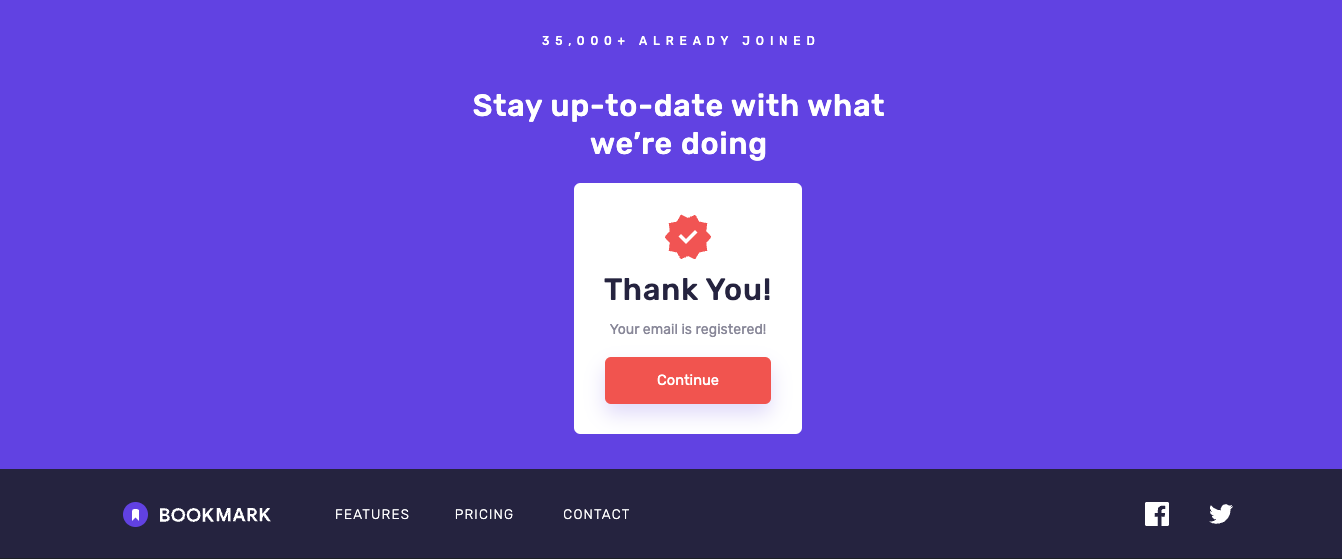 35,000+ ALREADY JOINED
Stay up-to-date with what
we’re doing
Thank You!
Your email is registered!
Continue
BOOKMARK FEATURES PRICING CONTACT